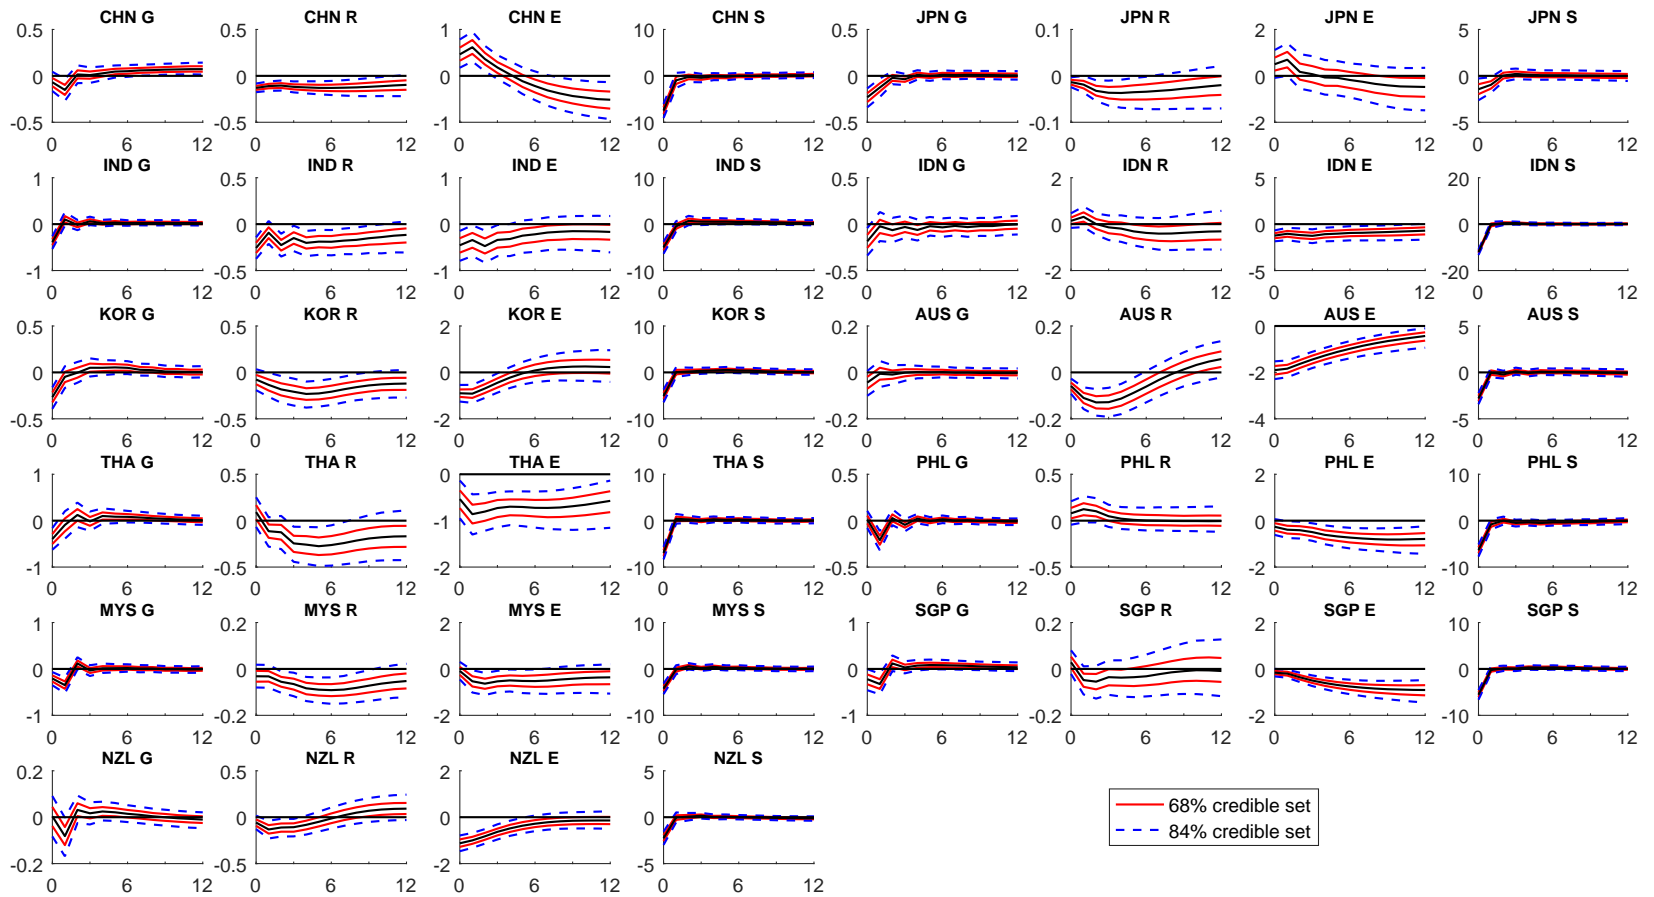 CHN G CHN R CHN E CHN S JPN G JPN R JPN E JPN S
0.5 0.5 1 10 0.5 0.1 2 5
0 0 0 0 0 0 0 0
-0.5 -0.5 -1 -10 -0.5 -0.1 -2 -5
0 6 12 0 6 12 0 6 12 0 6 12 0 6 12 0 6 12 0 6 12 0 6 12
IND G IND R IND E IND S IDN G IDN R IDN E IDN S
1 0.5 1 10 0.5 2 5 20
0 0 0 0 0 0 0 0
-1 -0.5 -1 -10 -0.5 -2 -5 -20
0 6 12 0 6 12 0 6 12 0 6 12 0 6 12 0 6 12 0 6 12 0 6 12
KOR G KOR R KOR E KOR S AUS G AUS R AUS E AUS S
0.5 0.5 2 10 0.2 0.2 0 5
0 0 0 0 0 0 -2 0
-0.5 -0.5 -2 -10 -0.2 -0.2 -4 -5
0 6 12 0 6 12 0 6 12 0 6 12 0 6 12 0 6 12 0 6 12 0 6 12
THA G THA R THA E THA S PHL G PHL R PHL E PHL S
1 0.5 0 10 1 0.5 2 10
0 0 -1 0 0 0 0 0
-1 -0.5 -2 -10 -1 -0.5 -2 -10
0 6 12 0 6 12 0 6 12 0 6 12 0 6 12 0 6 12 0 6 12 0 6 12
MYS G MYS R MYS E MYS S SGP G SGP R SGP E SGP S
1 0.2 2 10 1 0.2 2 10
0 0 0 0 0 0 0 0
-1 -0.2 -2 -10 -1 -0.2 -2 -10
0 6 12 0 6 12 0 6 12 0 6 12 0 6 12 0 6 12 0 6 12 0 6 12
NZL G NZL R NZL E NZL S
0.2 0.5 2 5
0 0 0 0
-0.2 -0.5 -2 -5
0 6 12 0 6 12 0 6 12 0 6 12
68% credible set
84% credible set